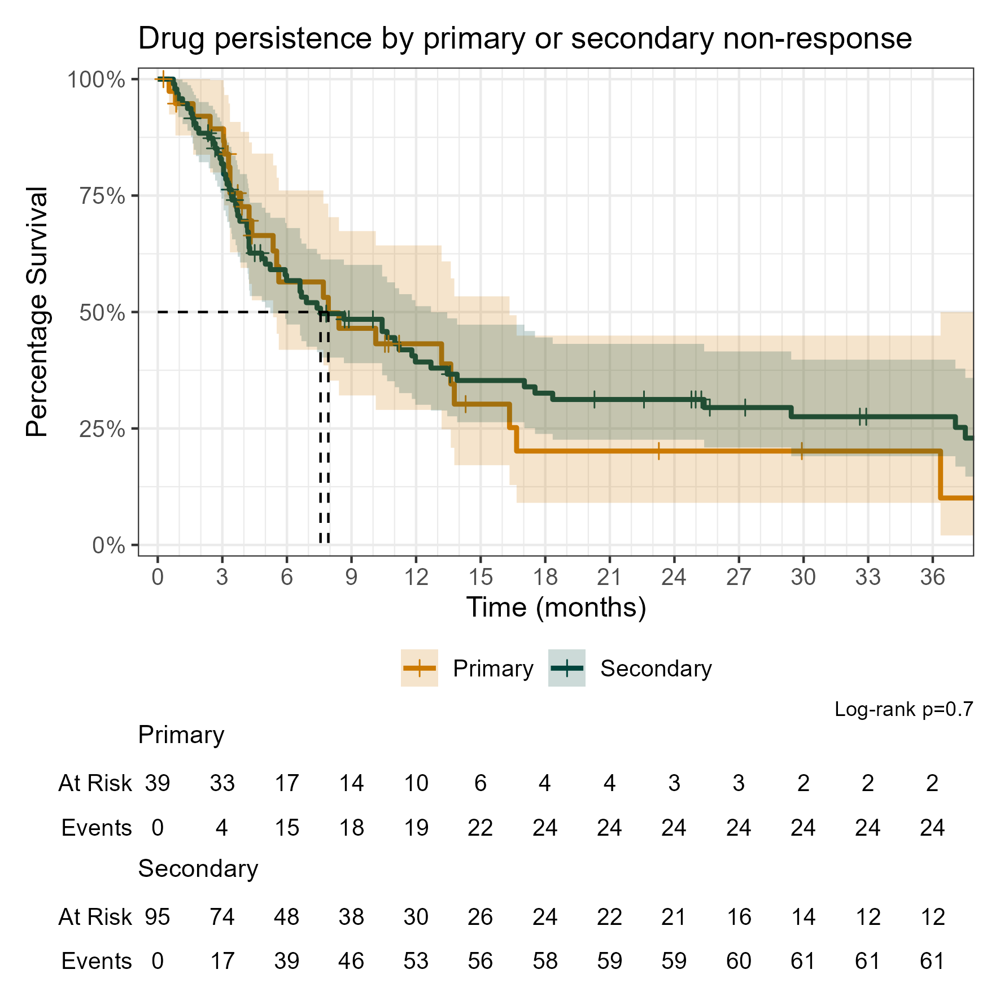 Drug persistence by primary or secondary non-response
Percentage Survival
100%
75%
50%
25%
0%
0 3 6 9 12 15 18 21 24 27 30 33 36
Time (months)
Primary Secondary
Log-rank p=0.7
Primary
At Risk 39 33 17 14 10 6 4 4 3 3 2 2 2
Events 0 4 15 18 19 22 24 24 24 24 24 24 24
Secondary
At Risk 95 74 48 38 30 26 24 22 21 16 14 12 12
Events 0 17 39 46 53 56 58 59 59 60 61 61 61